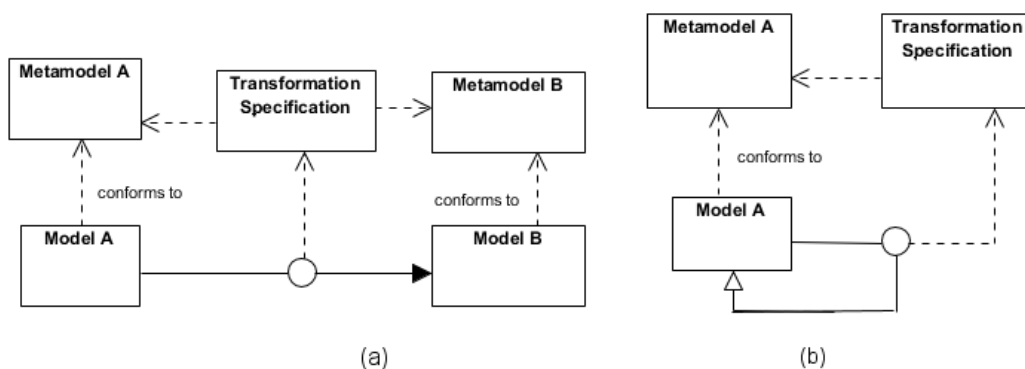 Metamodel A
Transformation
Specification
Metamodel B
conforms to
conforms to
Model A
Model B
(a)
Metamodel A
Transformation
Specification
conforms to
Model A
(b)